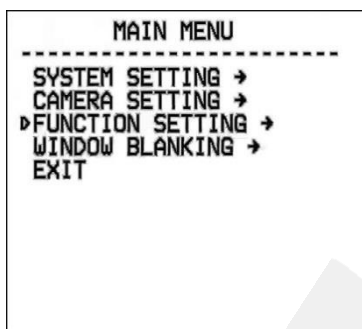 MAIN MENU
--------------------------
SYSTEM SETTING →
CAMERA SETTING →
▷FUNCTION SETTING →
WINDOW BLANKING →
EXIT